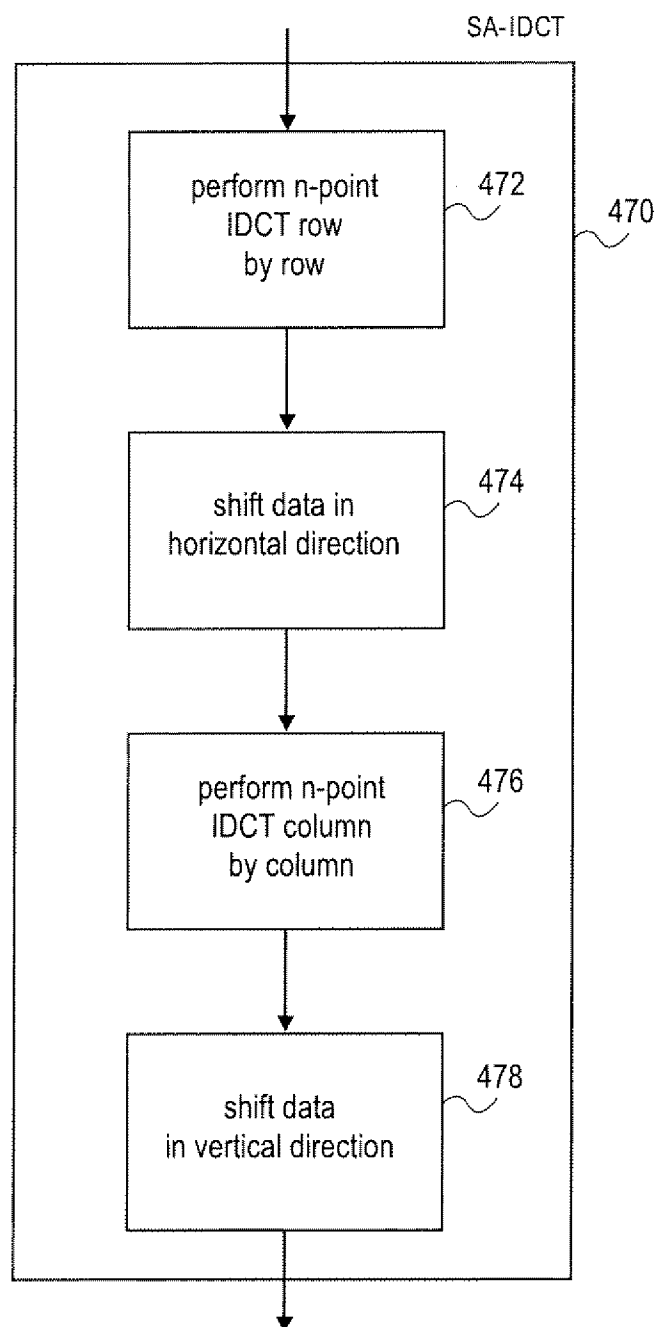 SA-IDCT
perform n-point
IDCT row
by row
472
470
shift data in
horizontal direction
474
perform n-point
IDCT column
by column
476
shift data
in vertical direction
478